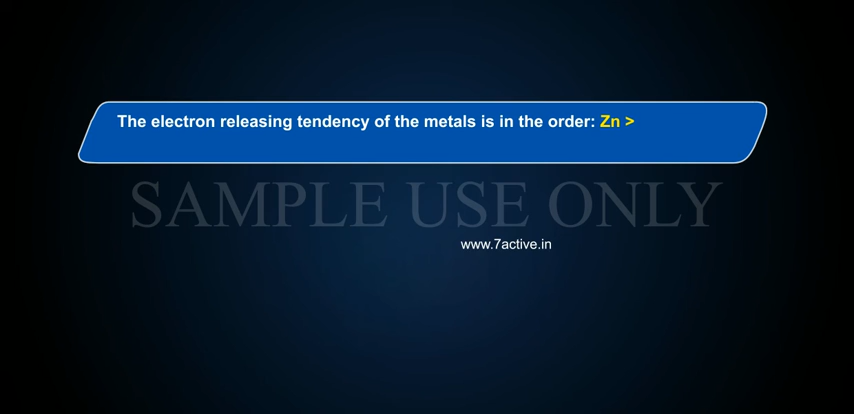 The electron releasing tendency of the metals is in the order: Zn >
SAMPLE USE ONLY
www.7active.in